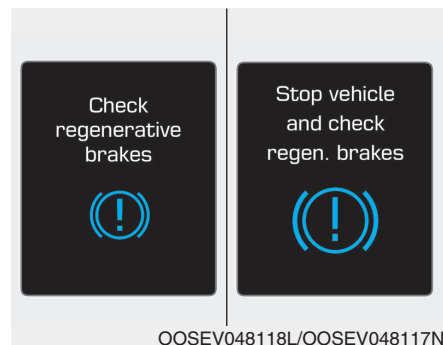 Check
regenerative
brakes
Stop vehicle
and check
regen. brakes
OOSEV048118L/OOSEV048117N